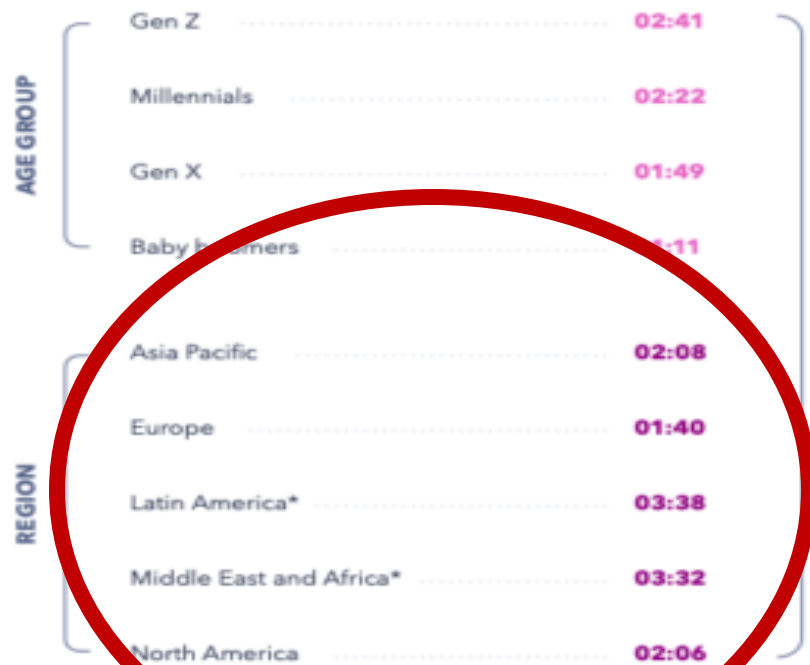 AGE GROUP
Gen Z 02:41
Millennials 02:22
Gen X 01:49
Baby :11
REGION
Asia Pacific 02:08
Europe 01:40
Latin America* 03:38
Middle East and Africa* 03:32
North America 02:06